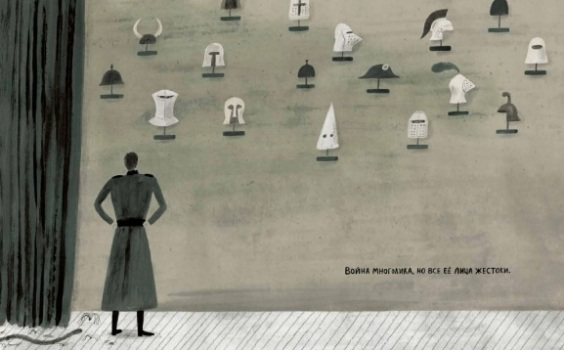 Война многолика, но все её лица жестоки.